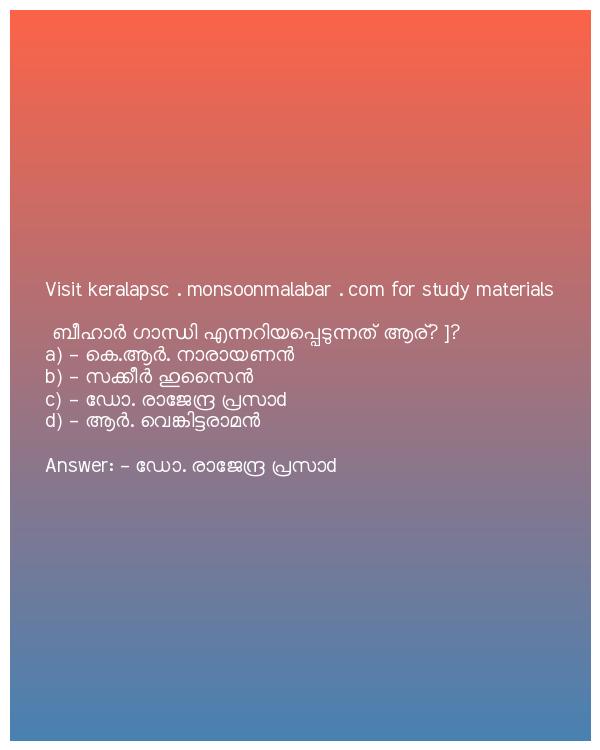 Visit keralapsc . monsoonmalabar . com for study materials
ബീഹാർ ഗാന്ധി എന്നറിയപ്പെടുന്നത് ആര്? ]?
a) - കെ.ആർ. നാരായണൻ
b) - സക്കീർ ഹുസൈൻ
c) - ഡോ. രാജേന്ദ്ര പ്രസാd
d) - ആർ. വെങ്കിട്ടരാമൻ
Answer: - ഡോ. രാജേന്ദ്ര പ്രസാd